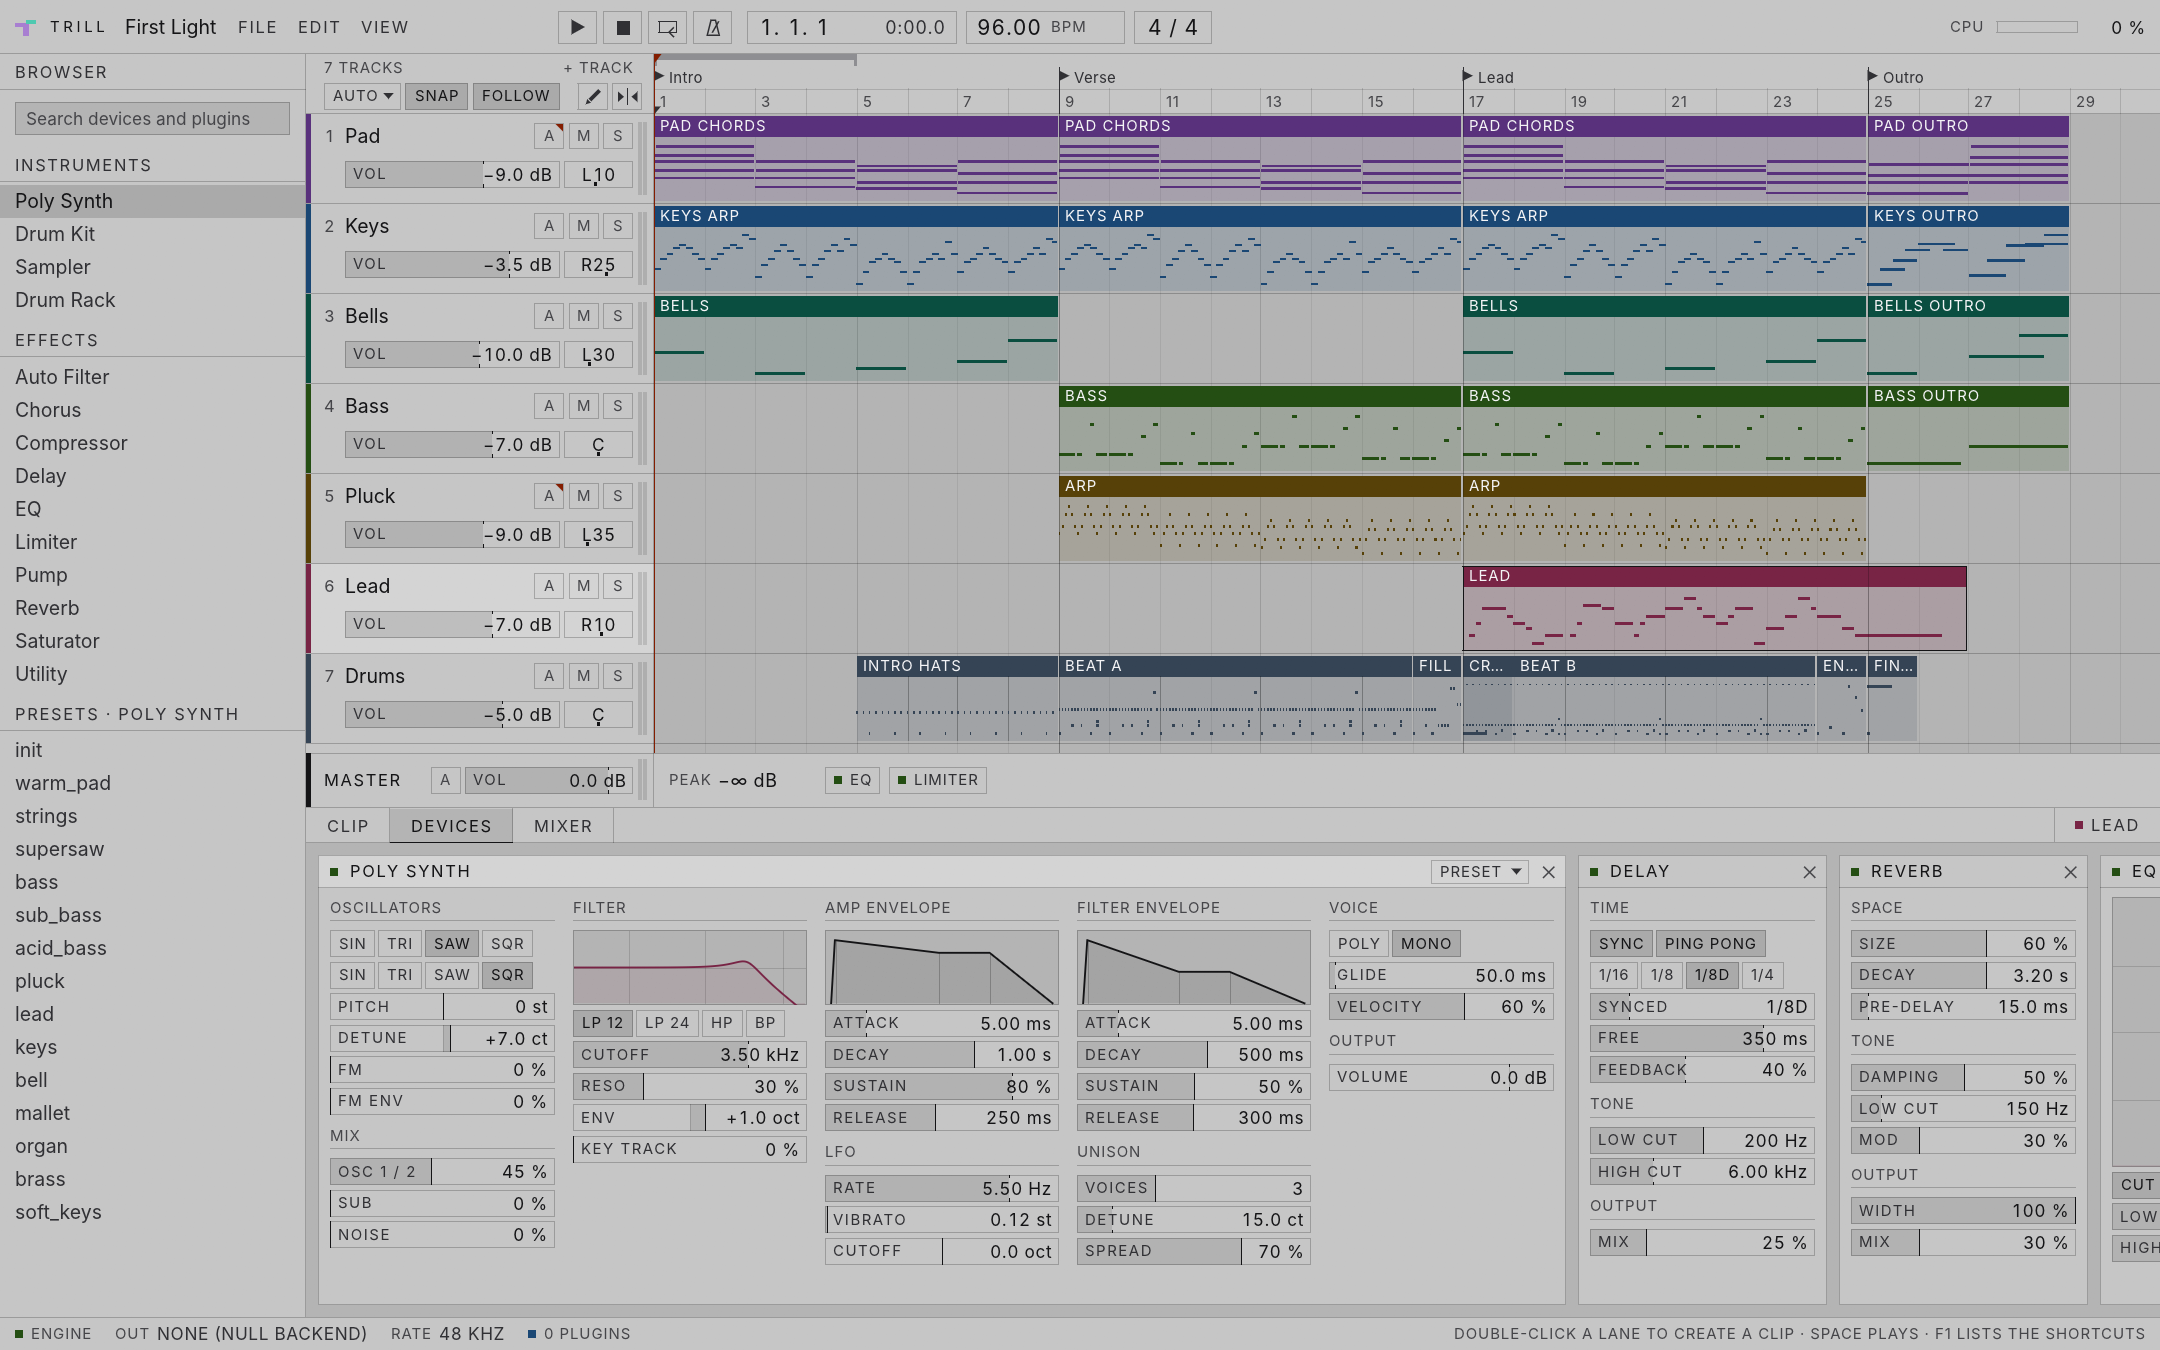 TRILL First Light FILE EDIT VIEW 1. 1. 1 0:00.0 96.00 BPM 4 / 4 CPU 0 %
BROWSER
Search devices and plugins
INSTRUMENTS
Poly Synth
Drum Kit
Sampler
Drum Rack
EFFECTS
Auto Filter
Chorus
Compressor
Delay
EQ
Limiter
Pump
Reverb
Saturator
Utility
PRESETS · POLY SYNTH
init
warm_pad
strings
supersaw
bass
sub_bass
acid_bass
pluck
lead
keys
bell
mallet
organ
brass
soft_keys
7 TRACKS + TRACK
AUTO SNAP FOLLOW
Intro Verse Lead Outro
1 3 5 7 9 11 13 15 17 19 21 23 25 27 29
1 Pad A M S
VOL −9.0 dB L10
PAD CHORDS PAD CHORDS PAD CHORDS PAD OUTRO
2 Keys A M S
VOL −3.5 dB R25
KEYS ARP KEYS ARP KEYS ARP KEYS OUTRO
3 Bells A M S
VOL −10.0 dB L30
BELLS BELLS BELLS OUTRO
4 Bass A M S
VOL −7.0 dB C
BASS BASS BASS OUTRO
5 Pluck A M S
VOL −9.0 dB L35
ARP ARP
6 Lead A M S
VOL −7.0 dB R10
LEAD
7 Drums A M S
VOL −5.0 dB C
INTRO HATS BEAT A FILL CR... BEAT B EN... FIN...
MASTER A VOL 0.0 dB PEAK −∞ dB EQ LIMITER
CLIP DEVICES MIXER LEAD
POLY SYNTH PRESET
OSCILLATORS
SIN TRI SAW SQR
SIN TRI SAW SQR
PITCH 0 st
DETUNE +7.0 ct
FM 0 %
FM ENV 0 %
MIX
OSC 1 / 2 45 %
SUB 0 %
NOISE 0 %
FILTER
LP 12 LP 24 HP BP
CUTOFF 3.50 kHz
RESO 30 %
ENV +1.0 oct
KEY TRACK 0 %
AMP ENVELOPE
ATTACK 5.00 ms
DECAY 1.00 s
SUSTAIN 80 %
RELEASE 250 ms
LFO
RATE 5.50 Hz
VIBRATO 0.12 st
CUTOFF 0.0 oct
FILTER ENVELOPE
ATTACK 5.00 ms
DECAY 500 ms
SUSTAIN 50 %
RELEASE 300 ms
UNISON
VOICES 3
DETUNE 15.0 ct
SPREAD 70 %
VOICE
POLY MONO
GLIDE 50.0 ms
VELOCITY 60 %
OUTPUT
VOLUME 0.0 dB
DELAY
TIME
SYNC PING PONG
1/16 1/8 1/8D 1/4
SYNCED 1/8D
FREE 350 ms
FEEDBACK 40 %
TONE
LOW CUT 200 Hz
HIGH CUT 6.00 kHz
OUTPUT
MIX 25 %
REVERB
SPACE
SIZE 60 %
DECAY 3.20 s
PRE-DELAY 15.0 ms
TONE
DAMPING 50 %
LOW CUT 150 Hz
MOD 30 %
OUTPUT
WIDTH 100 %
MIX 30 %
EQ
CUT
LOW
HIGH
ENGINE OUT NONE (NULL BACKEND) RATE 48 KHZ 0 PLUGINS DOUBLE-CLICK A LANE TO CREATE A CLIP · SPACE PLAYS · F1 LISTS THE SHORTCUTS